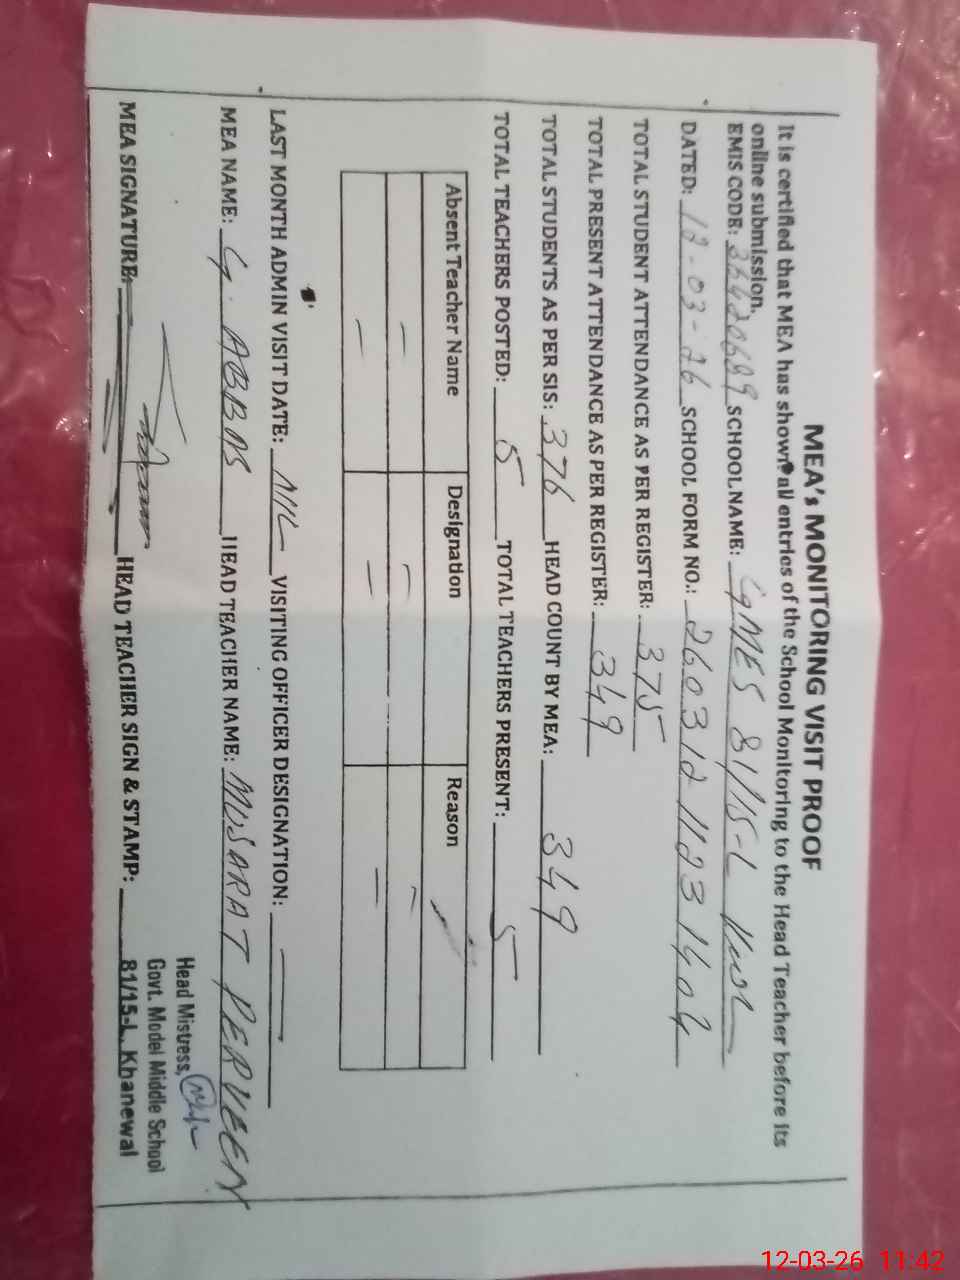 MEA's MONITORING VISIT PROOF
It is certified that MEA has shown all entries of the School Monitoring to the Head Teacher before its
online submission.
EMIS CODE: SCHOOL NAME: GMES 81/15-L
DATED: 12-03-26 SCHOOL FORM NO.:
TOTAL STUDENT ATTENDANCE AS PER REGISTER: 375
TOTAL PRESENT ATTENDANCE AS PER REGISTER: 349
TOTAL STUDENTS AS PER SIS: 376 HEAD COUNT BY MEA: 349
TOTAL TEACHERS POSTED: 5 TOTAL TEACHERS PRESENT: 5
Absent Teacher Name Designation Reason
— — —
— — —
LAST MONTH ADMIN VISIT DATE: NIL VISITING OFFICER DESIGNATION: —
MEA NAME: G. ABBAS HEAD TEACHER NAME: MUSARAT PERVEEN
MEA SIGNATURE: HEAD TEACHER SIGN & STAMP:
Head Mistress,
Govt. Model Middle School
81/15-L, Khanewal
12-03-26 11:42